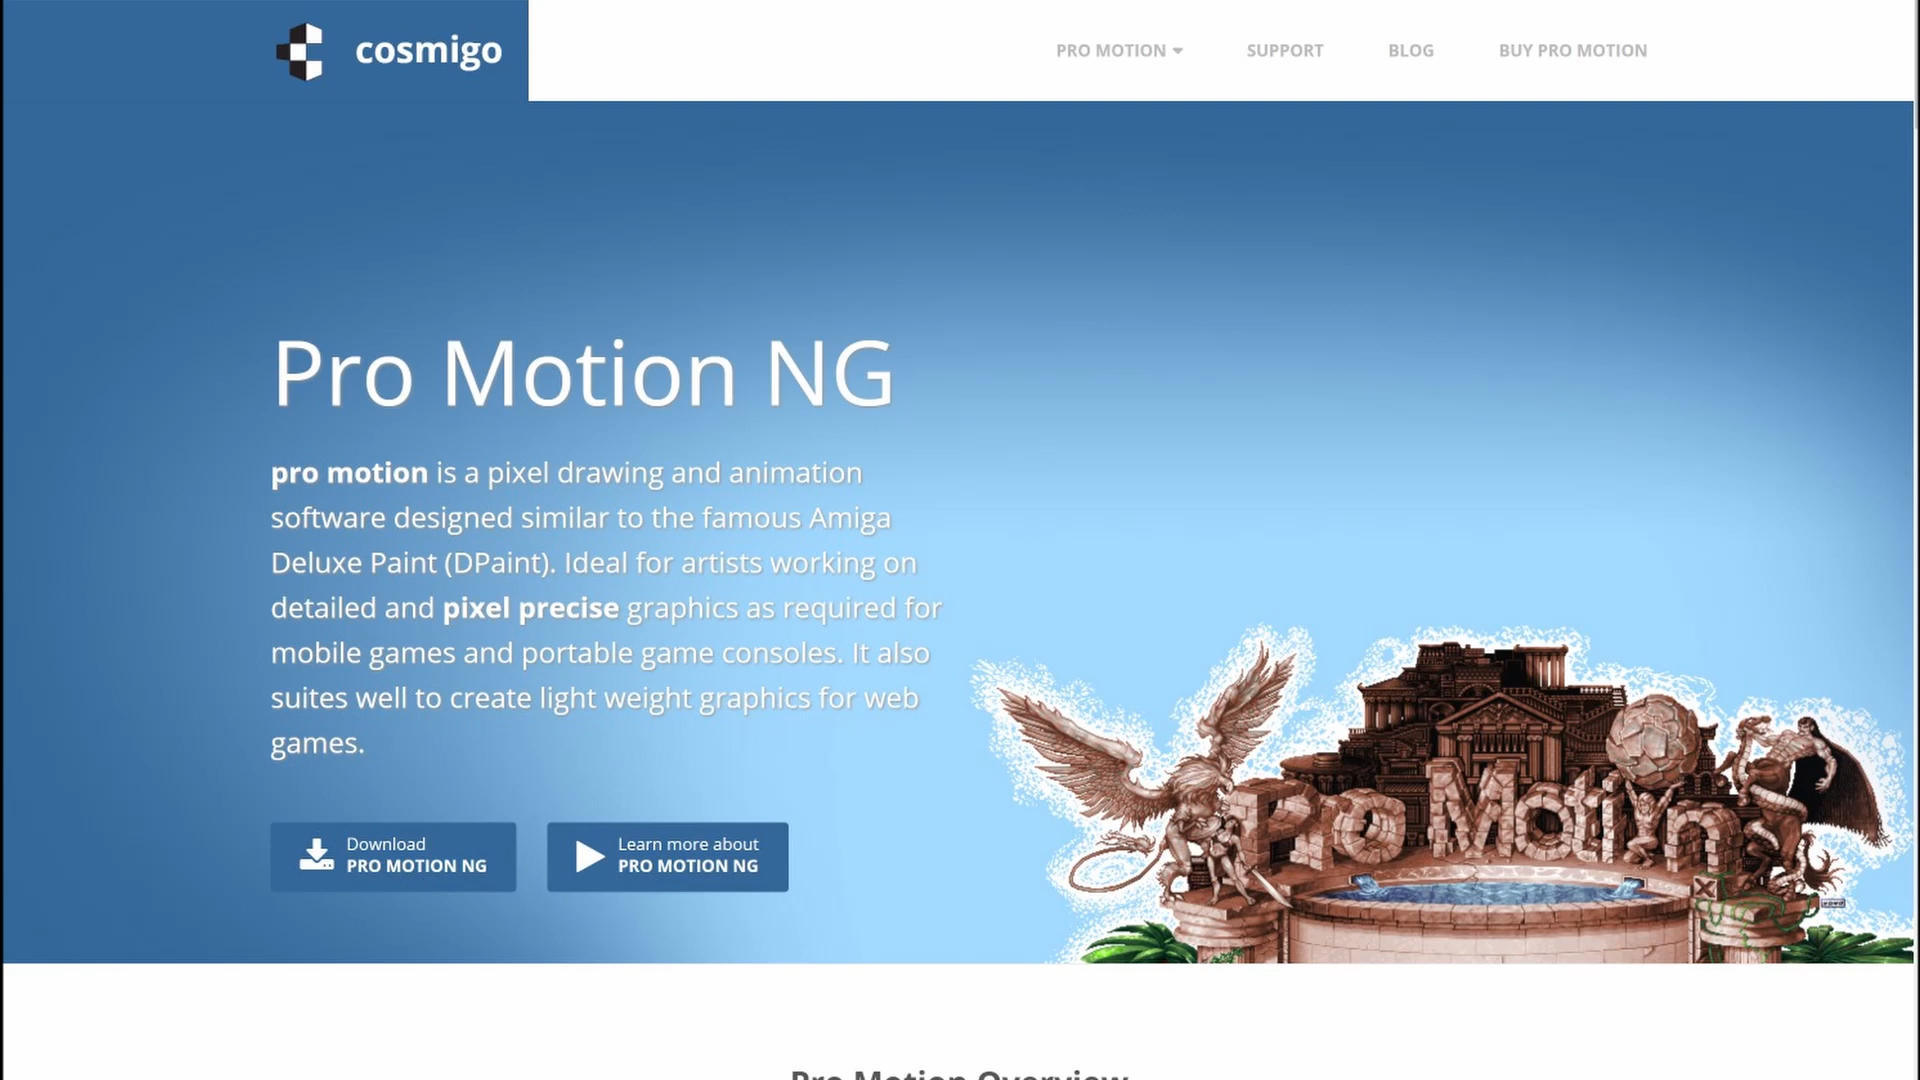 cosmigo
PRO MOTION
SUPPORT
BLOG
BUY PRO MOTION
Pro Motion NG
pro motion is a pixel drawing and animation
software designed similar to the famous Amiga
Deluxe Paint (DPaint). Ideal for artists working on
detailed and pixel precise graphics as required for
mobile games and portable game consoles. It also
suites well to create light weight graphics for web
games.
Download
PRO MOTION NG
Learn more about
PRO MOTION NG
Pro Motion
Pro Motion Overview